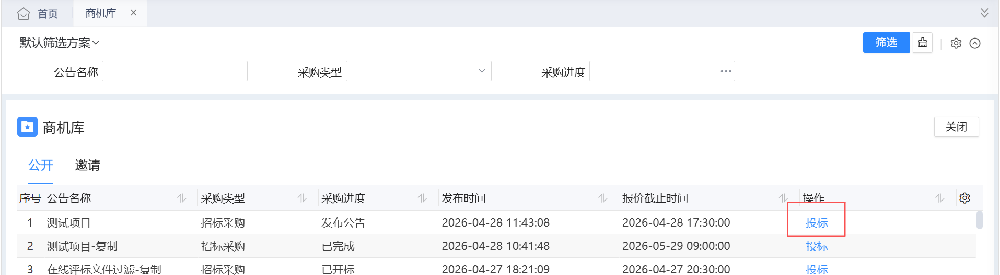 首页 商机库 ×
默认筛选方案 筛选
公告名称 采购类型 采购进度
商机库 关闭
公开 邀请
序号 公告名称 采购类型 采购进度 发布时间 报价截止时间 操作
1 测试项目 招标采购 发布公告 2026-04-28 11:43:08 2026-04-28 17:30:00 投标
2 测试项目-复制 招标采购 已完成 2026-04-28 10:41:48 2026-05-29 09:00:00 投标
3 在线评标文件过滤-复制 招标采购 已开标 2026-04-27 18:21:09 2026-04-27 20:30:00 投标